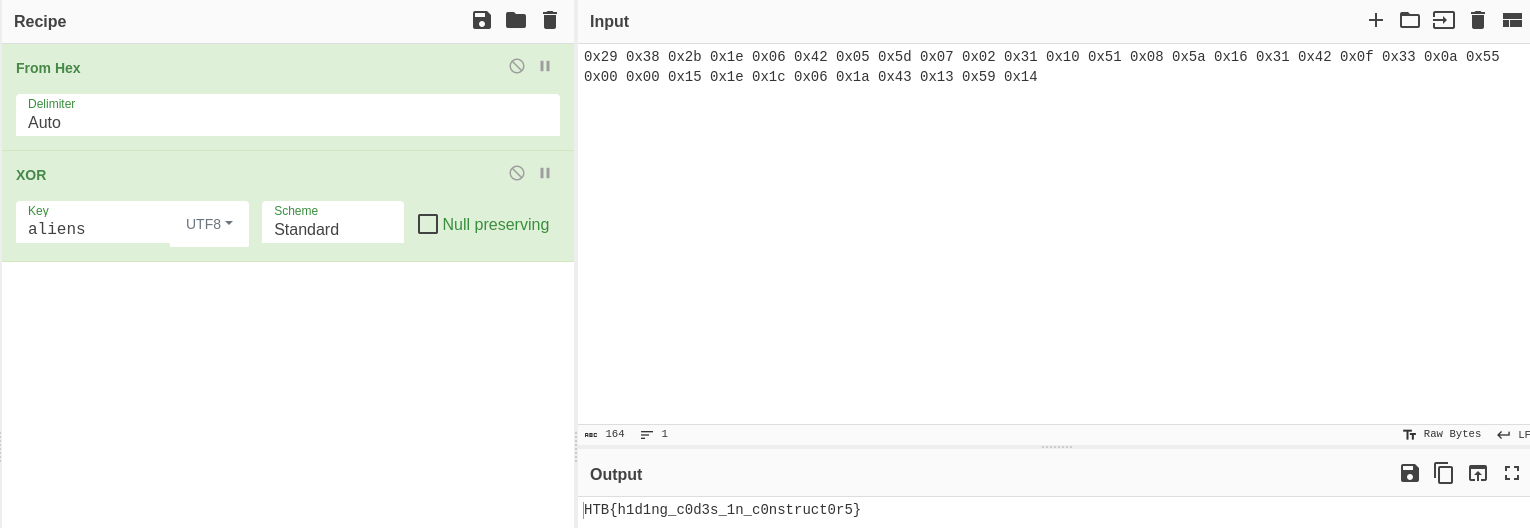 Recipe
From Hex
Delimiter
Auto
XOR
Key
aliens
UTF8
Scheme
Standard
Null preserving
Input
0x29 0x38 0x2b 0x1e 0x06 0x42 0x05 0x5d 0x07 0x02 0x31 0x10 0x51 0x08 0x5a 0x16 0x31 0x42 0x0f 0x33 0x0a 0x55
0x00 0x00 0x15 0x1e 0x1c 0x06 0x1a 0x43 0x13 0x59 0x14
ABC 164 1 Tт Raw Bytes LF
Output
HTB{h1d1ng_c0d3s_1n_c0nstruct0r5}